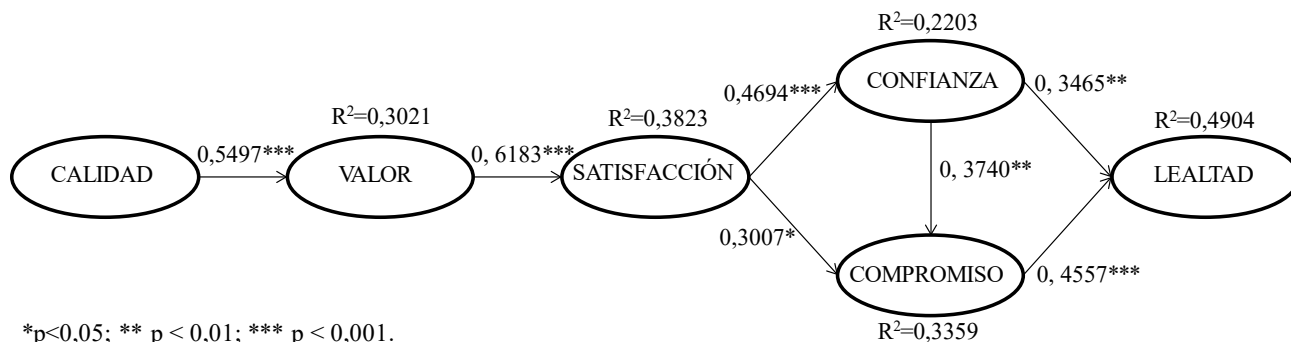 R²=0,2203
CONFIANZA
0,4694***
0, 3465**
R²=0,3021
R²=0,3823
R²=0,4904
0,5497***
0, 6183***
CALIDAD
VALOR
SATISFACCIÓN
0, 3740**
LEALTAD
0,3007*
COMPROMISO
0, 4557***
*p<0,05; ** p < 0,01; *** p < 0,001.
R²=0,3359